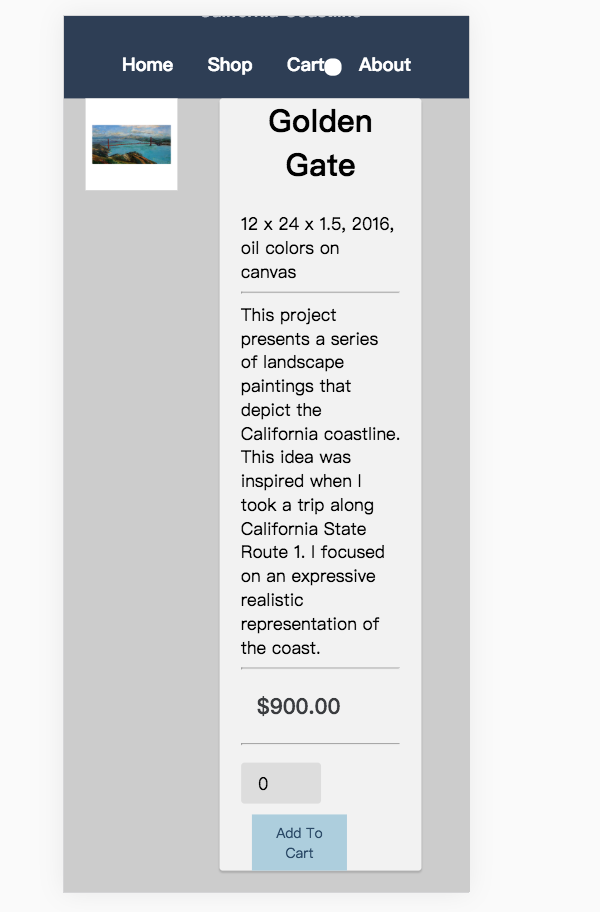 California Coastline
Home Shop Cart About
Golden
Gate
12 x 24 x 1.5, 2016,
oil colors on
canvas
This project
presents a series
of landscape
paintings that
depict the
California coastline.
This idea was
inspired when I
took a trip along
California State
Route 1. I focused
on an expressive
realistic
representation of
the coast.
$900.00
0
Add To
Cart